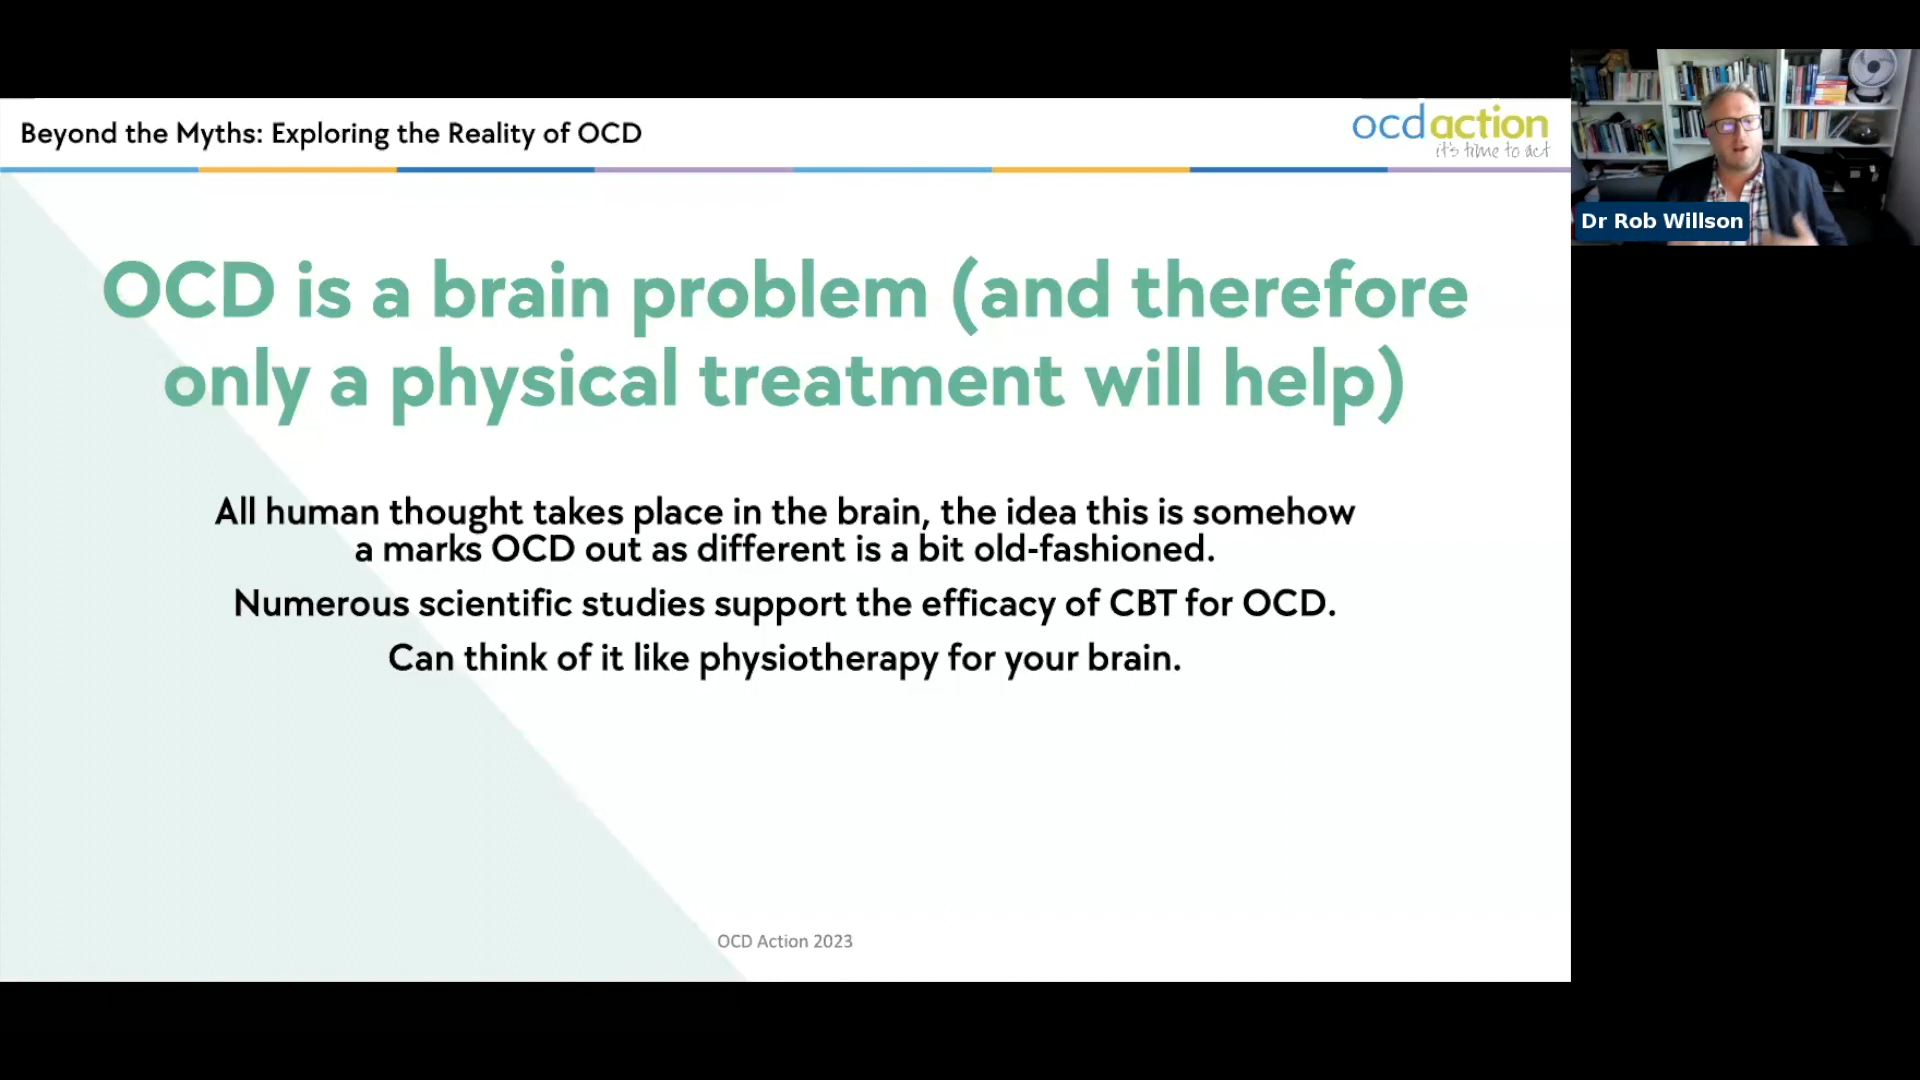 Beyond the Myths: Exploring the Reality of OCD
ocdaction
it's time to act
Dr Rob Willson
OCD is a brain problem (and therefore
only a physical treatment will help)
All human thought takes place in the brain, the idea this is somehow
a marks OCD out as different is a bit old-fashioned.
Numerous scientific studies support the efficacy of CBT for OCD.
Can think of it like physiotherapy for your brain.
OCD Action 2023